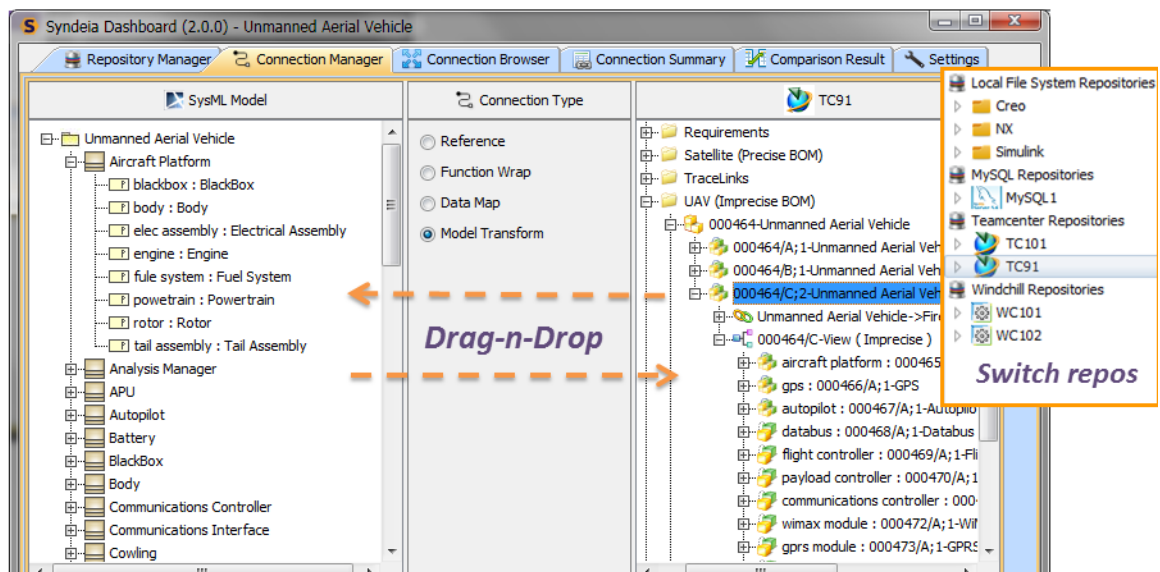 Syndeia Dashboard (2.0.0) - Unmanned Aerial Vehicle
Repository Manager
Connection Manager
Connection Browser
Connection Summary
Comparison Result
Settings
SysML Model
Unmanned Aerial Vehicle
Aircraft Platform
blackbox : BlackBox
body : Body
elec assembly : Electrical Assembly
engine : Engine
fule system : Fuel System
powetrain : Powertrain
rotor : Rotor
tail assembly : Tail Assembly
Analysis Manager
APU
Autopilot
Battery
BlackBox
Body
Communications Controller
Communications Interface
Cowling
Connection Type
Reference
Function Wrap
Data Map
Model Transform
Drag-n-Drop
TC91
Requirements
Satellite (Precise BOM)
TraceLinks
UAV (Imprecise BOM)
000464-Unmanned Aerial Vehicle
000464/A;1-Unmanned Aerial Veh
000464/B;1-Unmanned Aerial Veh
000464/C;2-Unmanned Aerial Veh
Unmanned Aerial Vehicle->Fir
000464/C-View ( Imprecise )
aircraft platform : 000465
gps : 000466/A;1-GPS
autopilot : 000467/A;1-Autopilo
databus : 000468/A;1-Databus
flight controller : 000469/A;1-Fli
payload controller : 000470/A;1
communications controller : 000
wimax module : 000472/A;1-WiM
gprs module : 000473/A;1-GPRS
Local File System Repositories
Creo
NX
Simulink
MySQL Repositories
MySQL1
Teamcenter Repositories
TC101
TC91
Windchill Repositories
WC101
WC102
Switch repos